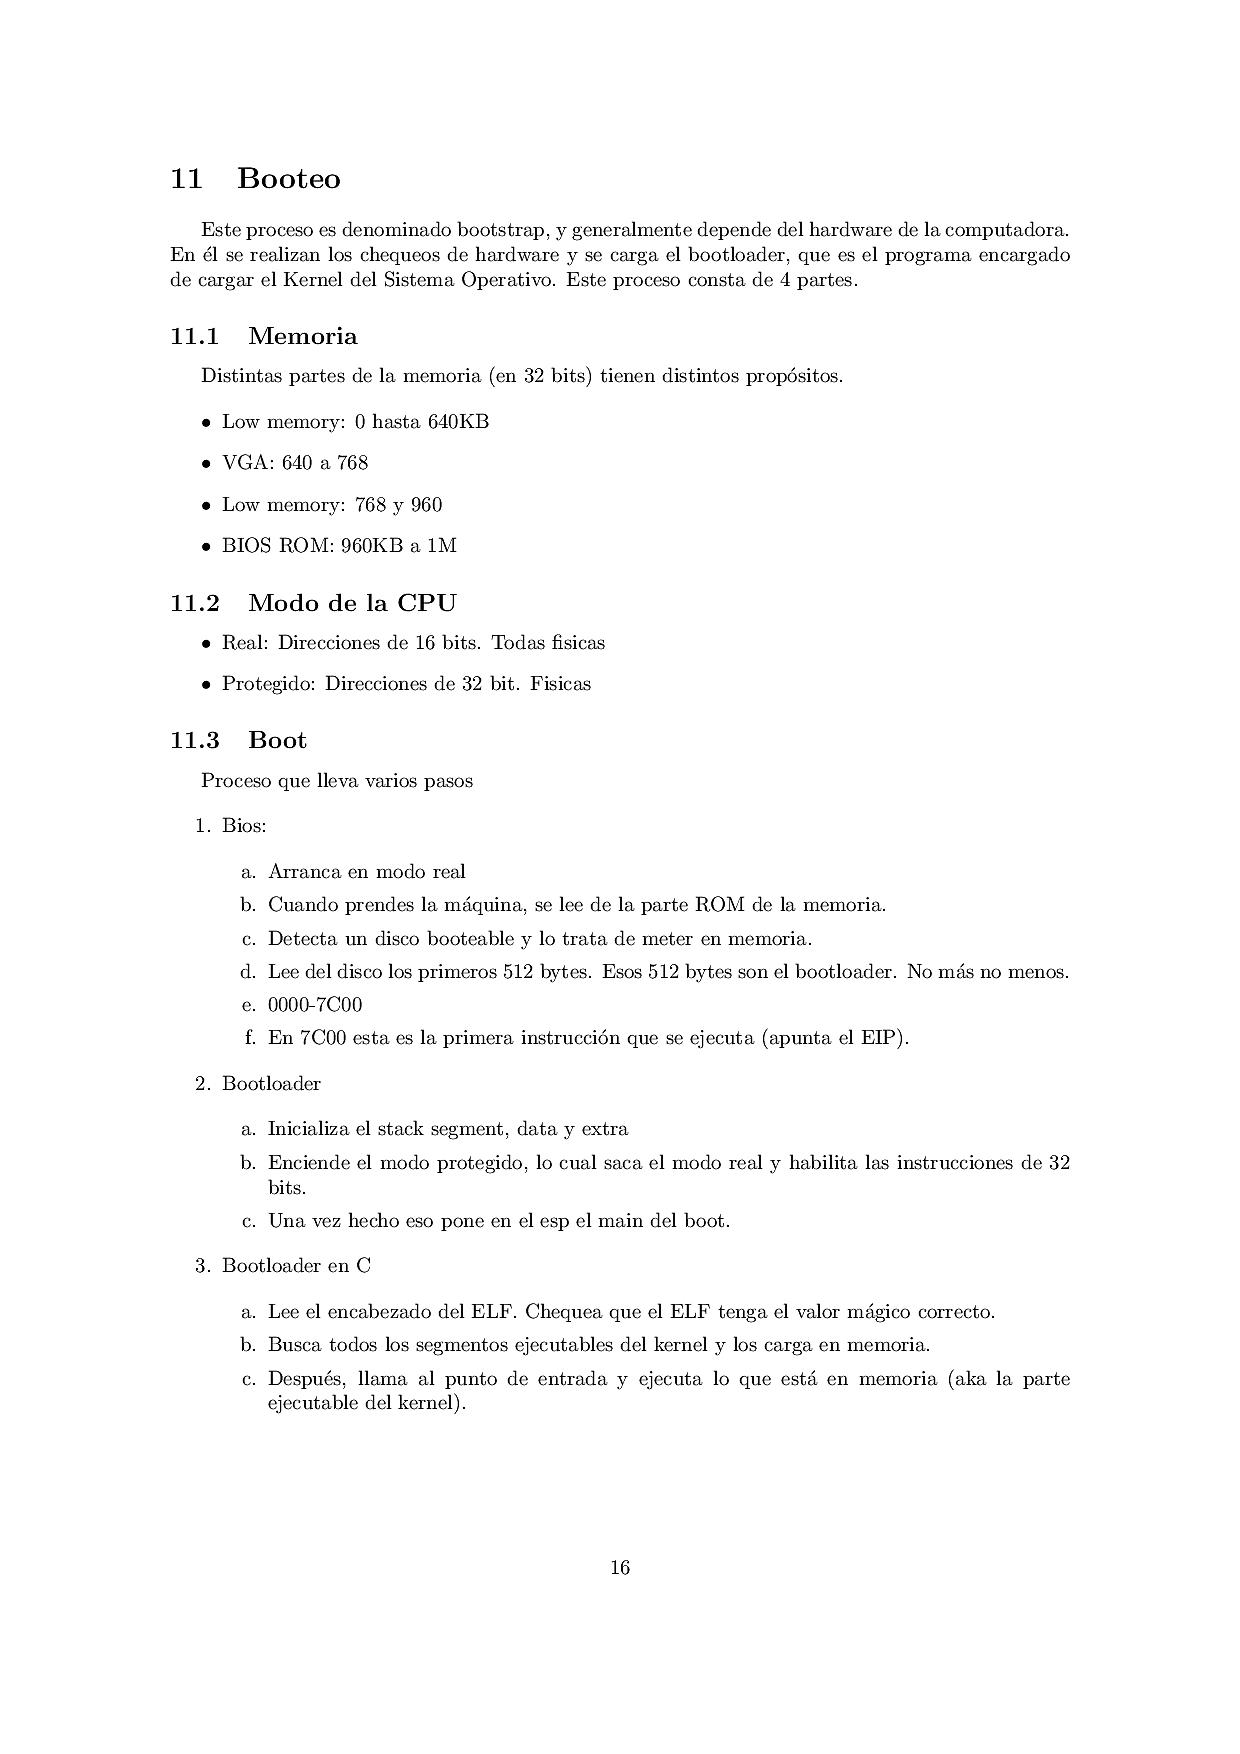 11 Booteo
Este proceso es denominado bootstrap, y generalmente depende del hardware de la computadora.
En él se realizan los chequeos de hardware y se carga el bootloader, que es el programa encargado
de cargar el Kernel del Sistema Operativo. Este proceso consta de 4 partes.
11.1 Memoria
Distintas partes de la memoria (en 32 bits) tienen distintos propósitos.
• Low memory: 0 hasta 640KB
• VGA: 640 a 768
• Low memory: 768 y 960
• BIOS ROM: 960KB a 1M
11.2 Modo de la CPU
• Real: Direcciones de 16 bits. Todas fisicas
• Protegido: Direcciones de 32 bit. Fisicas
11.3 Boot
Proceso que lleva varios pasos
1. Bios:
a. Arranca en modo real
b. Cuando prendes la máquina, se lee de la parte ROM de la memoria.
c. Detecta un disco booteable y lo trata de meter en memoria.
d. Lee del disco los primeros 512 bytes. Esos 512 bytes son el bootloader. No más no menos.
e. 0000-7C00
f. En 7C00 esta es la primera instrucción que se ejecuta (apunta el EIP).
2. Bootloader
a. Inicializa el stack segment, data y extra
b. Enciende el modo protegido, lo cual saca el modo real y habilita las instrucciones de 32
bits.
c. Una vez hecho eso pone en el esp el main del boot.
3. Bootloader en C
a. Lee el encabezado del ELF. Chequea que el ELF tenga el valor mágico correcto.
b. Busca todos los segmentos ejecutables del kernel y los carga en memoria.
c. Después, llama al punto de entrada y ejecuta lo que está en memoria (aka la parte
ejecutable del kernel).
16